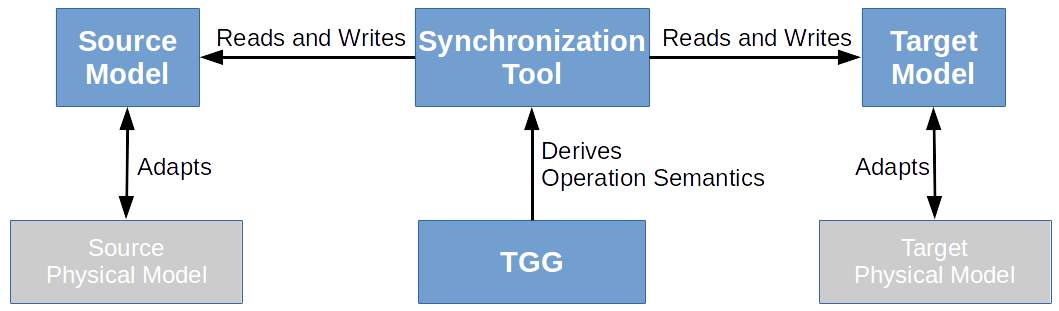 Source
Model
Reads and Writes
Synchronization
Tool
Reads and Writes
Target
Model
Adapts
Derives
Operation Semantics
Adapts
Source
Physical Model
TGG
Target
Physical Model